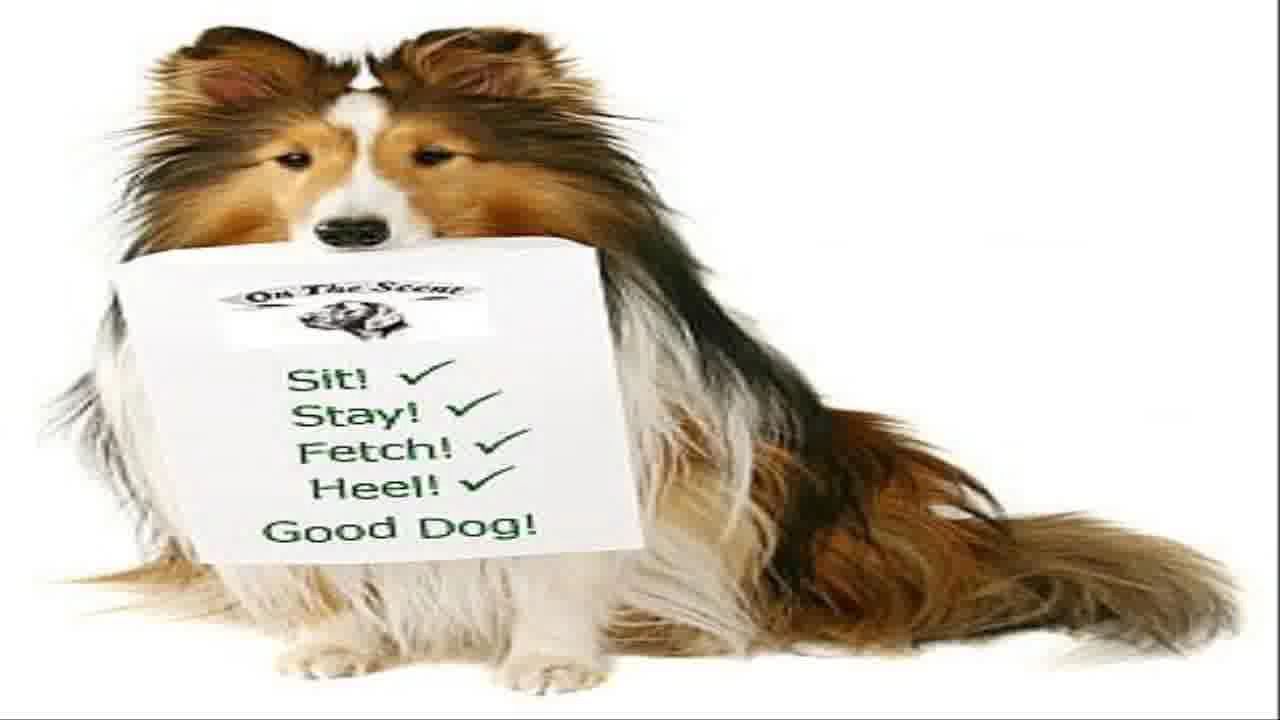 On The Scent
Sit! ✓
Stay! ✓
Fetch! ✓
Heel! ✓
Good Dog!